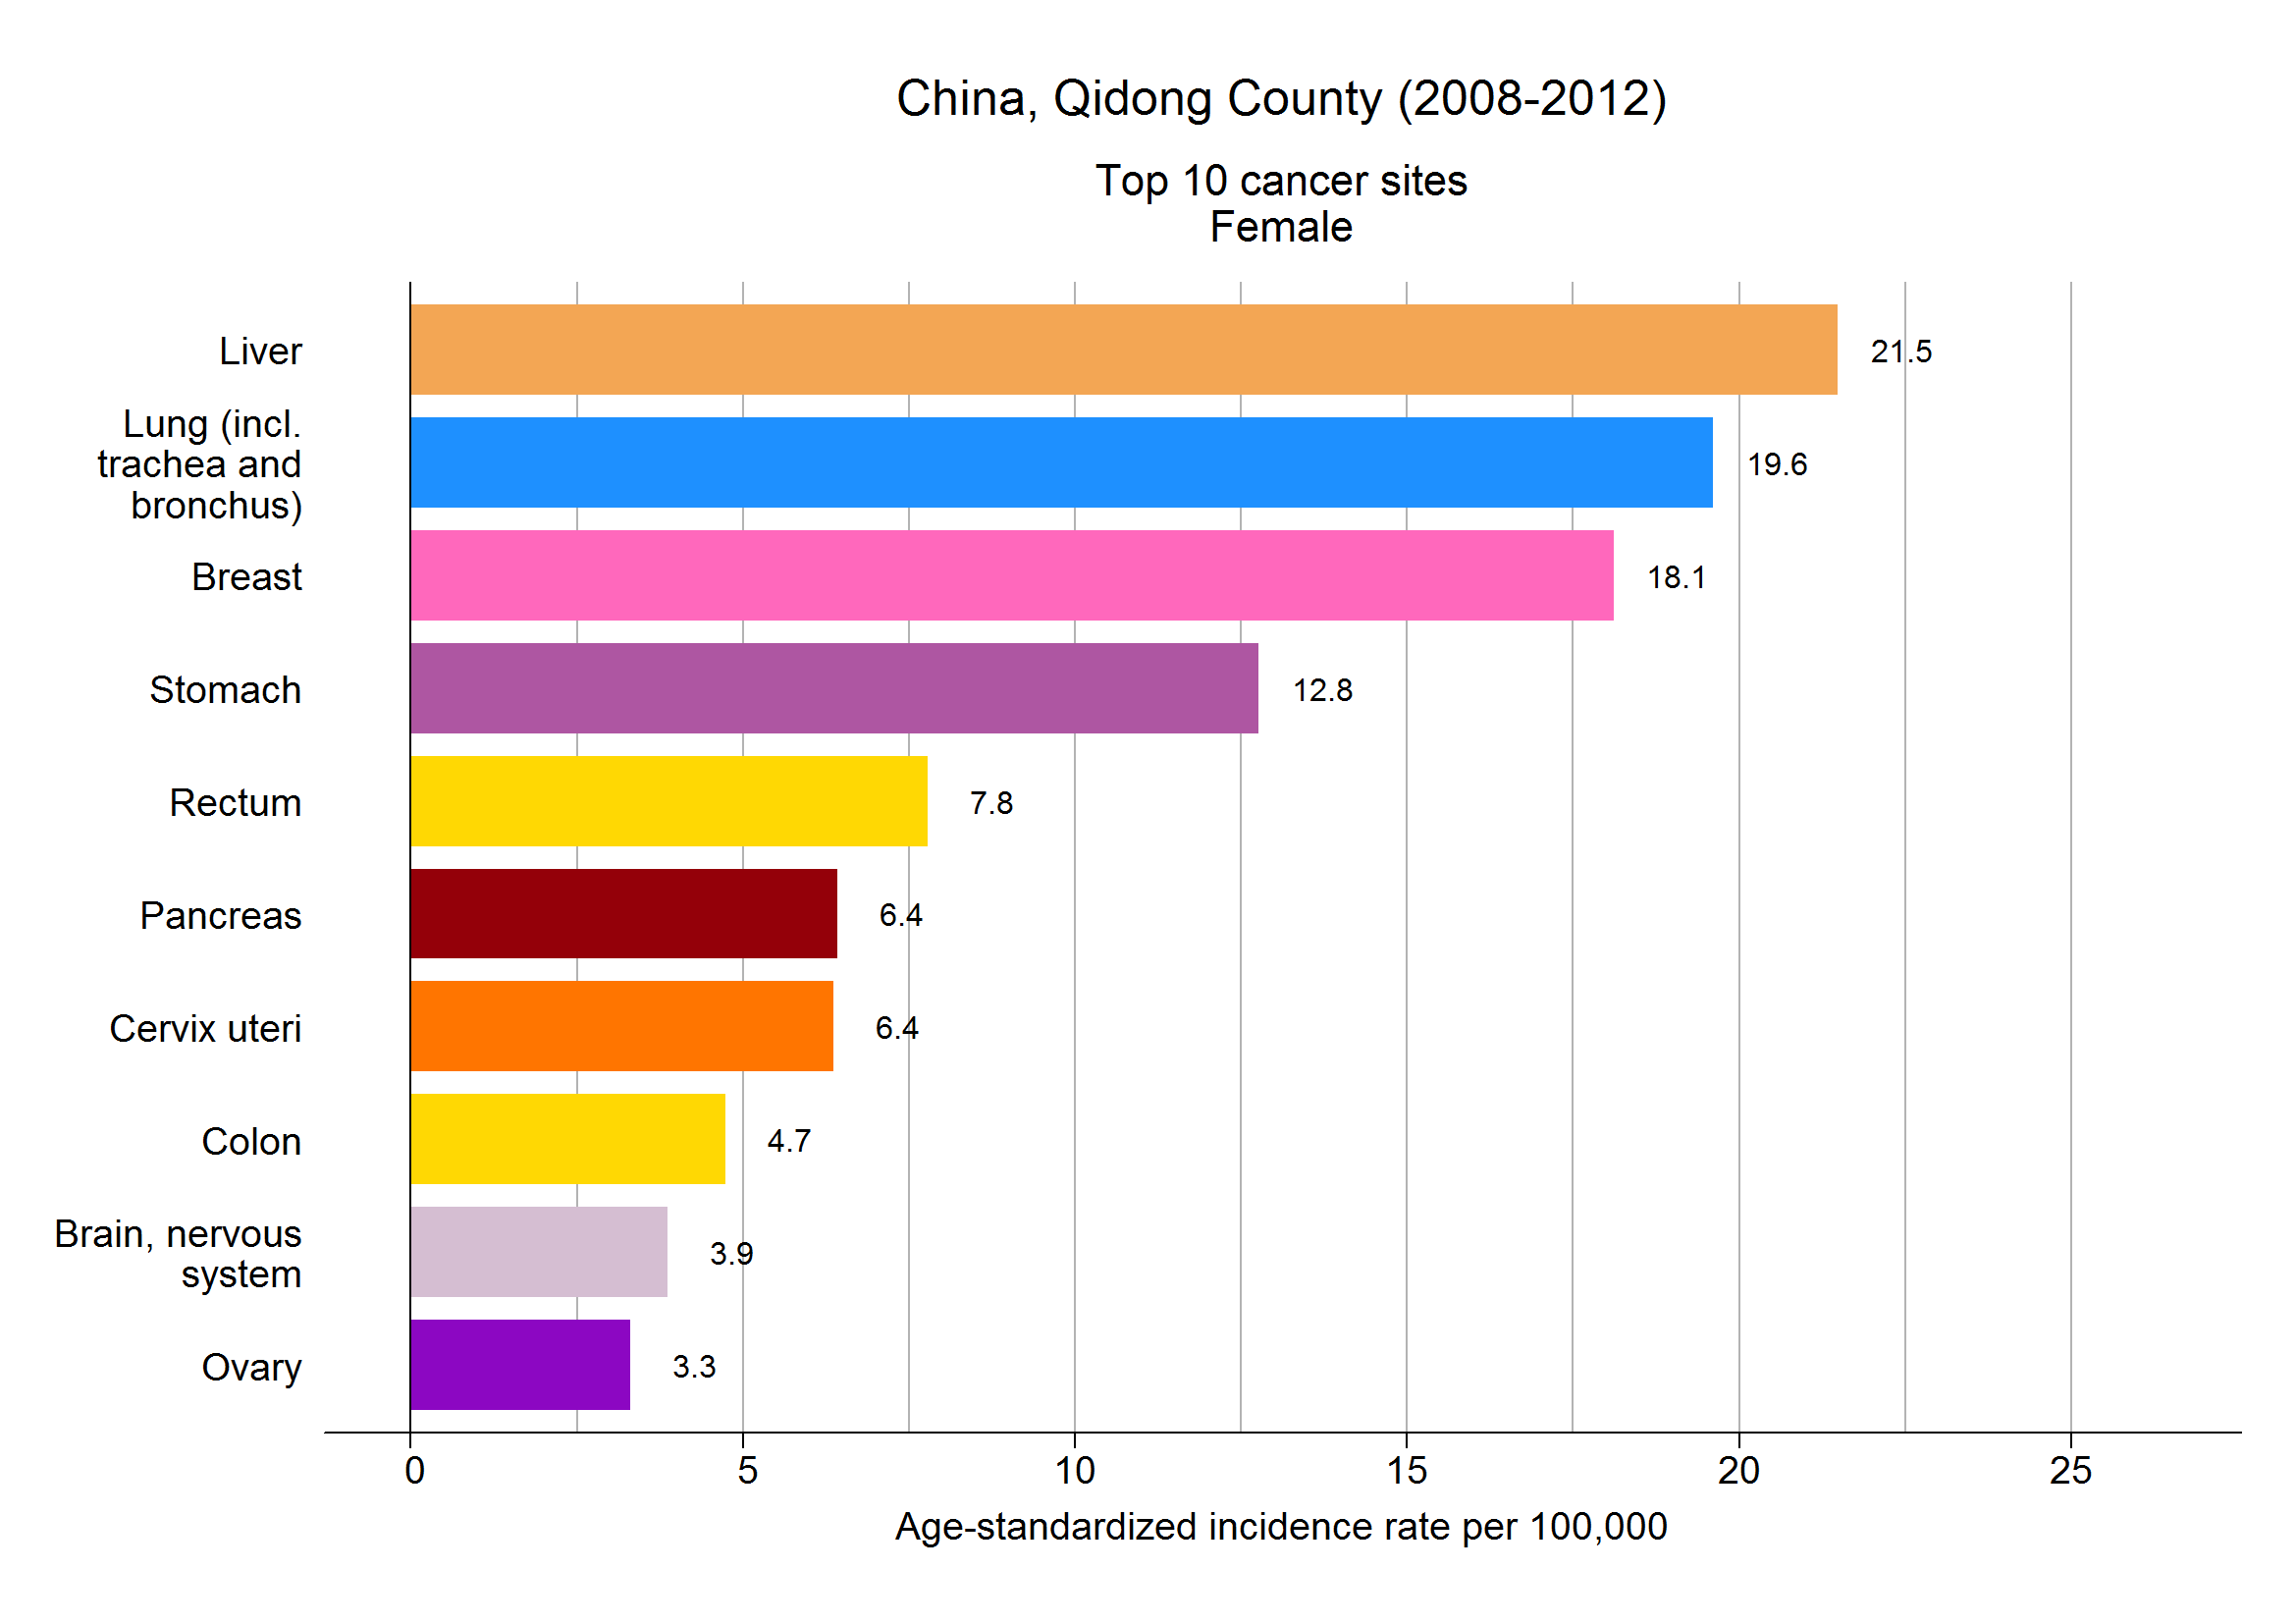 China, Qidong County (2008-2012)
Top 10 cancer sites
Female
Liver
21.5
Lung (incl.
trachea and
bronchus)
19.6
Breast
18.1
Stomach
12.8
Rectum
7.8
Pancreas
6.4
Cervix uteri
6.4
Colon
4.7
Brain, nervous
system
3.9
Ovary
3.3
0 5 10 15 20 25
Age-standardized incidence rate per 100,000